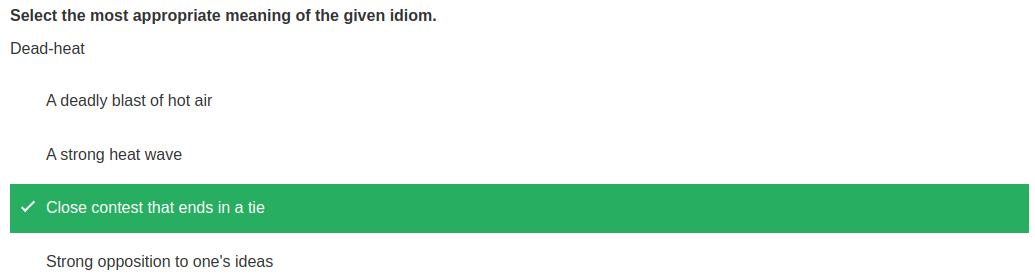 Select the most appropriate meaning of the given idiom.
Dead-heat
A deadly blast of hot air
A strong heat wave
Close contest that ends in a tie
Strong opposition to one's ideas